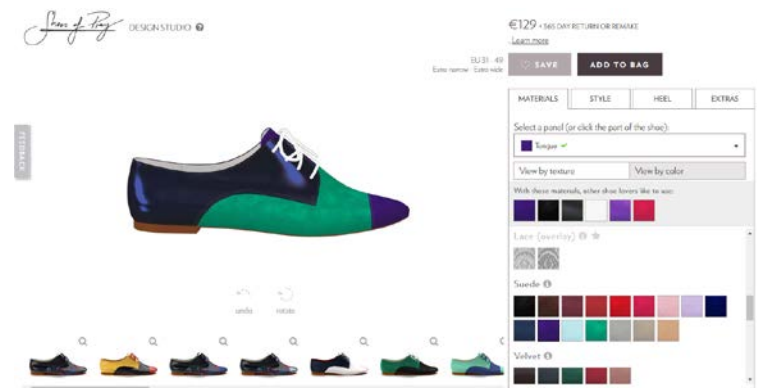 Shoes of Prey
DESIGN STUDIO
€129 + 365 DAY RETURN OR REMAKE
Learn more
EU 31 - 49
Extra narrow - Extra wide
SAVE
ADD TO BAG
MATERIALS
STYLE
HEEL
EXTRAS
Select a panel (or click the part of the shoe):
Tongue
View by texture
View by color
With these materials, other shoe lovers like to use:
Lace (overlay)
Suede
Velvet
FEEDBACK
undo
rotate